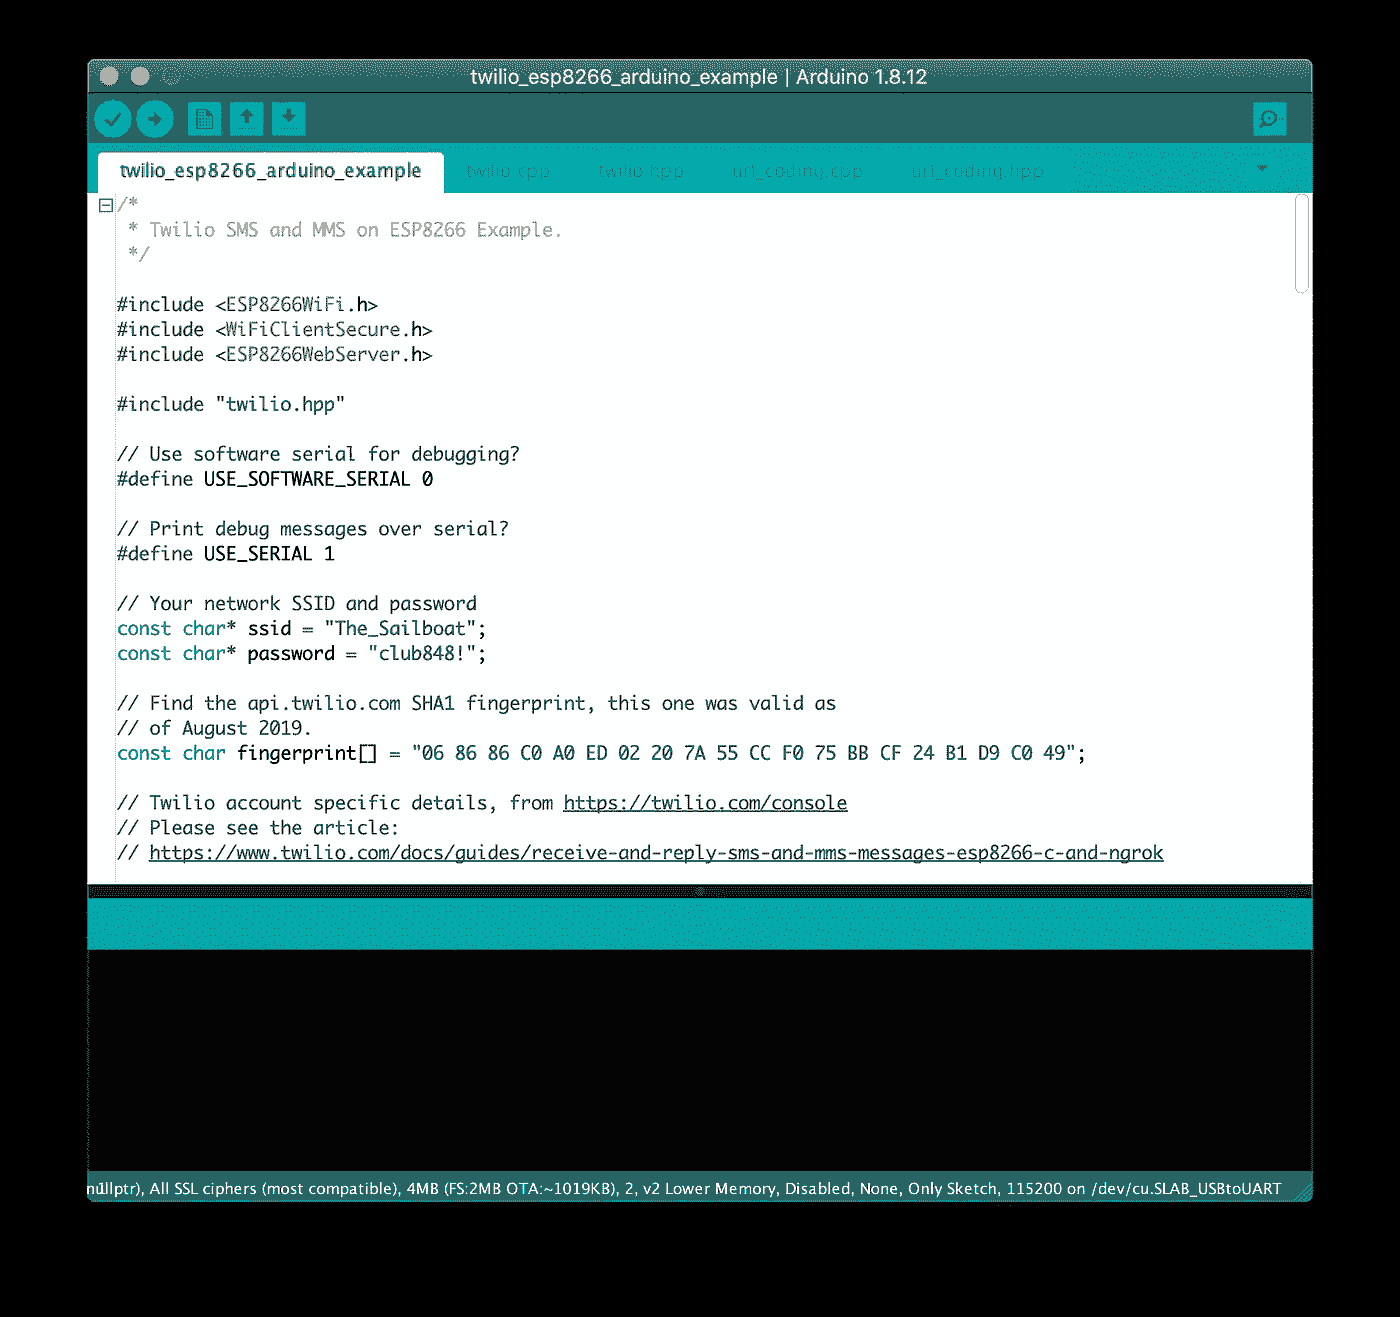 twilio_esp8266_arduino_example | Arduino 1.8.12
twilio_esp8266_arduino_example twilio.cpp twilio.hpp url_coding.cpp url_coding.hpp
/*
* Twilio SMS and MMS on ESP8266 Example.
*/
#include <ESP8266WiFi.h>
#include <WiFiClientSecure.h>
#include <ESP8266WebServer.h>
#include "twilio.hpp"
// Use software serial for debugging?
#define USE_SOFTWARE_SERIAL 0
// Print debug messages over serial?
#define USE_SERIAL 1
// Your network SSID and password
const char* ssid = "The_Sailboat";
const char* password = "club848!";
// Find the api.twilio.com SHA1 fingerprint, this one was valid as
// of August 2019.
const char fingerprint[] = "06 86 86 C0 A0 ED 02 20 7A 55 CC F0 75 BB CF 24 B1 D9 C0 49";
// Twilio account specific details, from https://twilio.com/console
// Please see the article:
// https://www.twilio.com/docs/guides/receive-and-reply-sms-and-mms-messages-esp8266-c-and-ngrok
nullptr), All SSL ciphers (most compatible), 4MB (FS:2MB OTA:~1019KB), 2, v2 Lower Memory, Disabled, None, Only Sketch, 115200 on /dev/cu.SLAB_USBtoUART